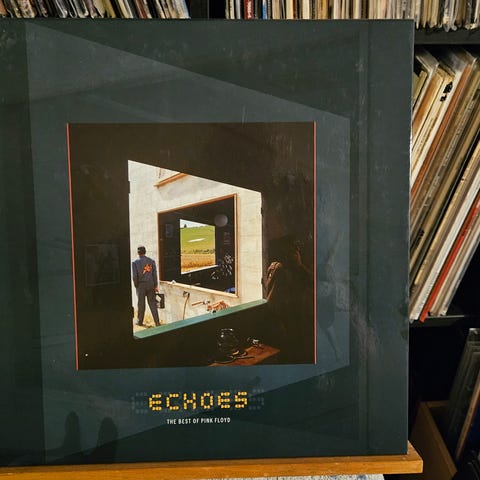 ECHOES
THE BEST OF PINK FLOYD